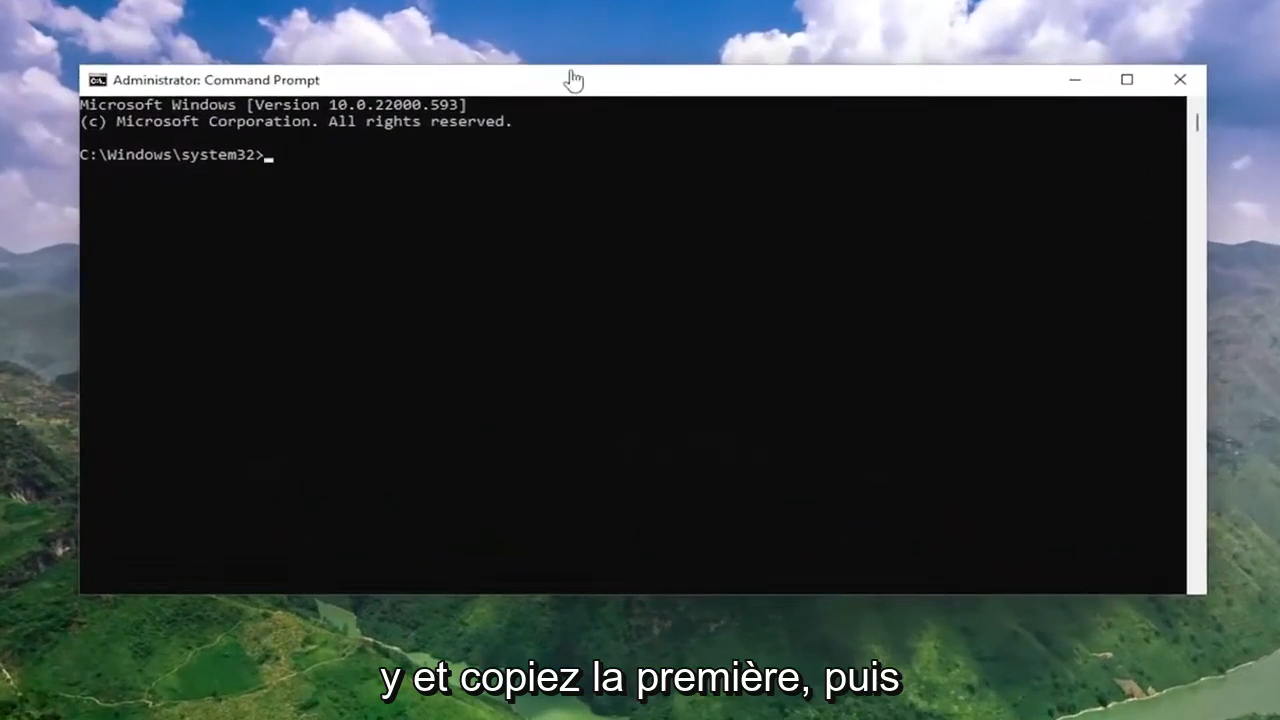 Administrator: Command Prompt
Microsoft Windows [Version 10.0.22000.593]
(c) Microsoft Corporation. All rights reserved.
C:\Windows\system32>
y et copiez la première, puis